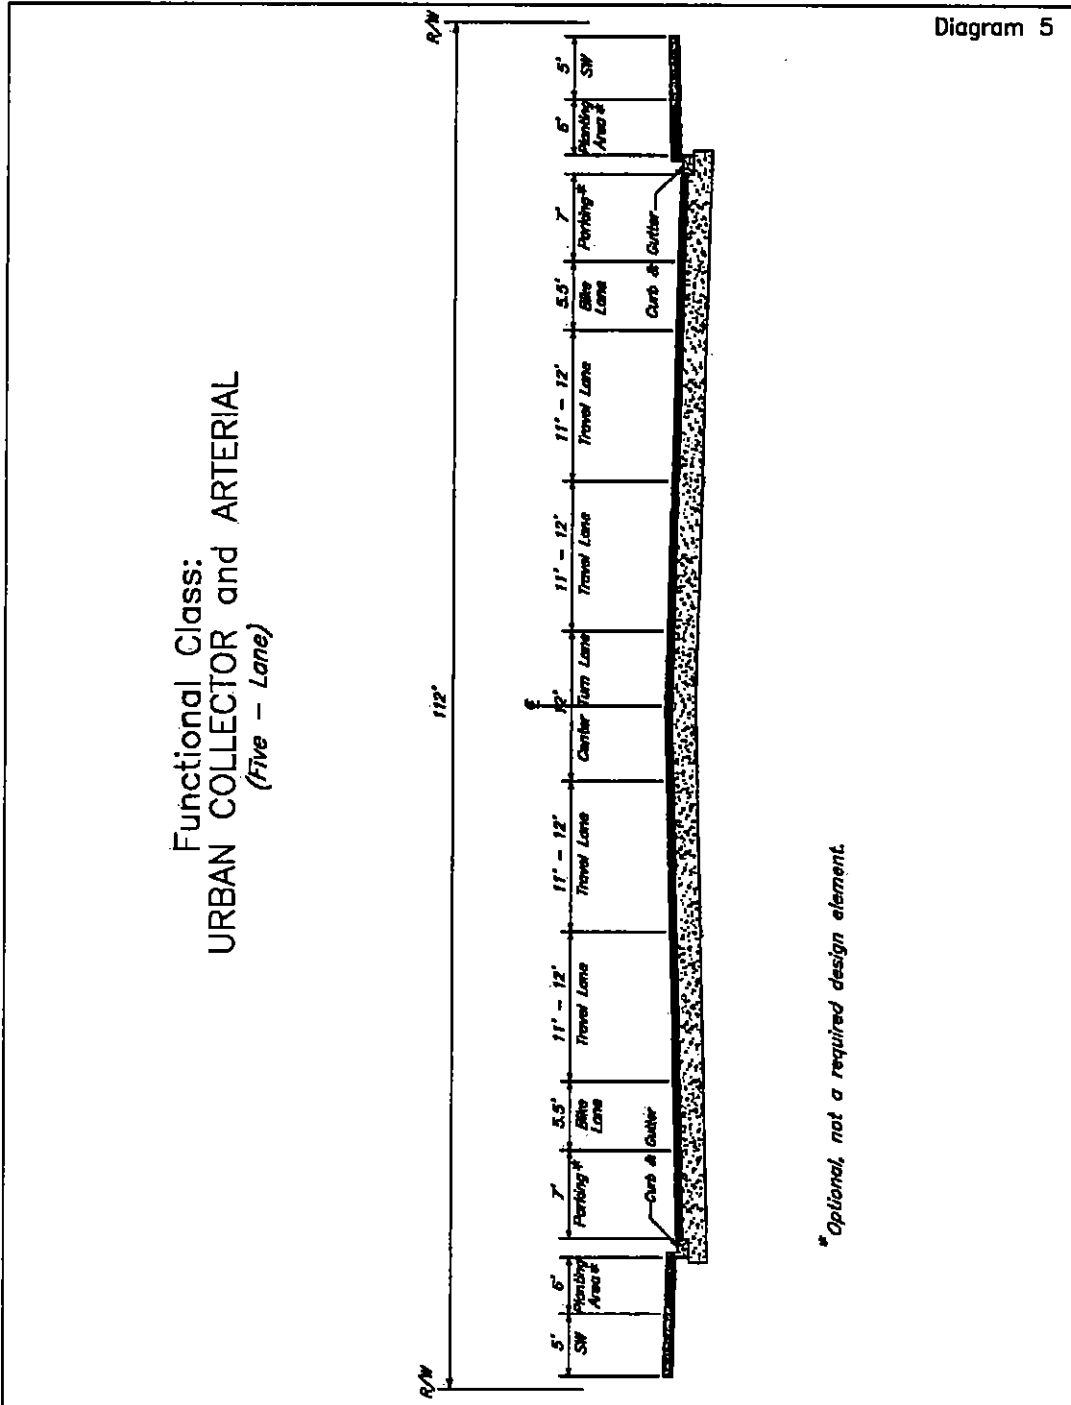 Diagram 5
Functional Class:
URBAN COLLECTOR and ARTERIAL
(Five - Lane)
R/W
112'
R/W
5'
SW
6'
Planting
Area*
7'
Parking*
5.5'
Bike
Lane
11' - 12'
Travel Lane
11' - 12'
Travel Lane
12'
Center Turn Lane
11' - 12'
Travel Lane
11' - 12'
Travel Lane
5.5'
Bike
Lane
7'
Parking*
6'
Planting
Area*
5'
SW
Curb & Gutter
Curb & Gutter
*Optional, not a required design element.